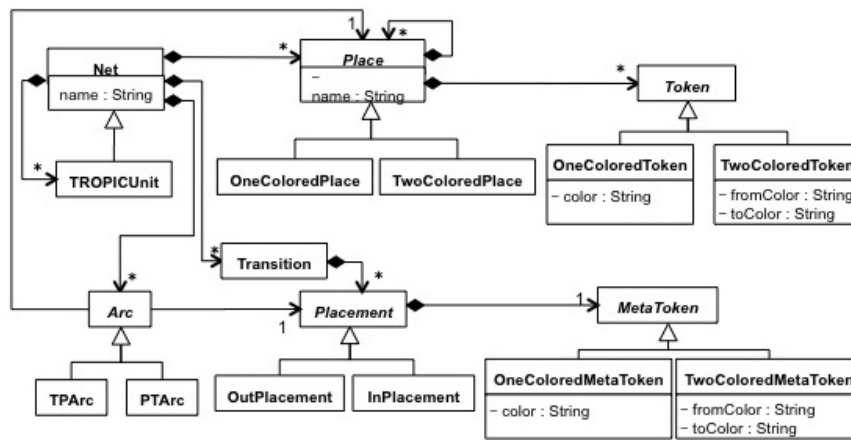 1
*
*
Place
Net
–
name : String
name : String
*
Token
*
TROPICUnit
OneColoredPlace
TwoColoredPlace
OneColoredToken
– color : String
TwoColoredToken
– fromColor : String
– toColor : String
*
Transition
*
*
Arc
1
Placement
1
MetaToken
TPArc
PTArc
OutPlacement
InPlacement
OneColoredMetaToken
– color : String
TwoColoredMetaToken
– fromColor : String
– toColor : String